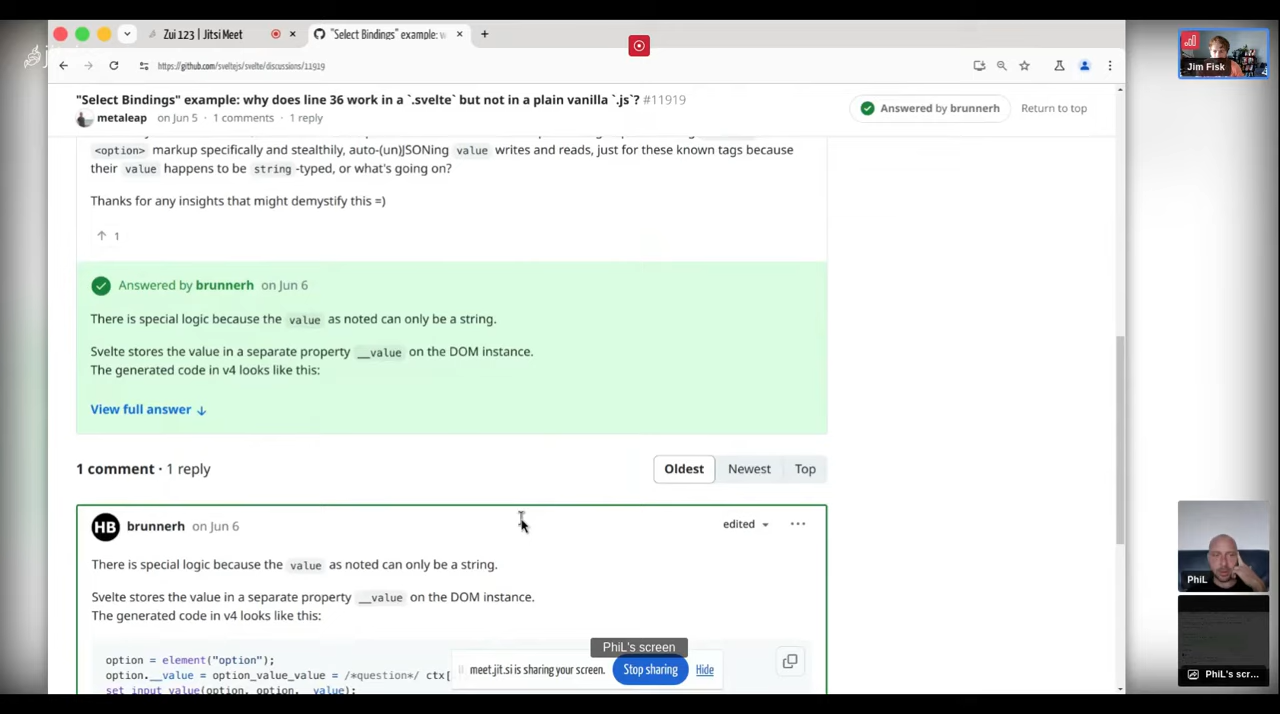 Zui 123 | Jitsi Meet
"Select Bindings" example: w
https://github.com/sveltejs/svelte/discussions/11919
Jim Fisk
"Select Bindings" example: why does line 36 work in a `.svelte` but not in a plain vanilla `.js`? #11919
metaleap on Jun 5 · 1 comments · 1 reply
Answered by brunnerh
Return to top
<option> markup specifically and stealthily, auto-(un)JSONing value writes and reads, just for these known tags because
their value happens to be string -typed, or what's going on?
Thanks for any insights that might demystify this =)
1
Answered by brunnerh on Jun 6
There is special logic because the value as noted can only be a string.
Svelte stores the value in a separate property __value on the DOM instance.
The generated code in v4 looks like this:
View full answer ↓
1 comment · 1 reply
Oldest Newest Top
HB brunnerh on Jun 6
edited
There is special logic because the value as noted can only be a string.
Svelte stores the value in a separate property __value on the DOM instance.
The generated code in v4 looks like this:
option = element("option");
option.__value = option_value_value = /*question*/ ctx[
set_input_value(option, option.__value);
PhiL's screen
meet.jit.si is sharing your screen. Stop sharing Hide
PhiL
PhiL's scr...